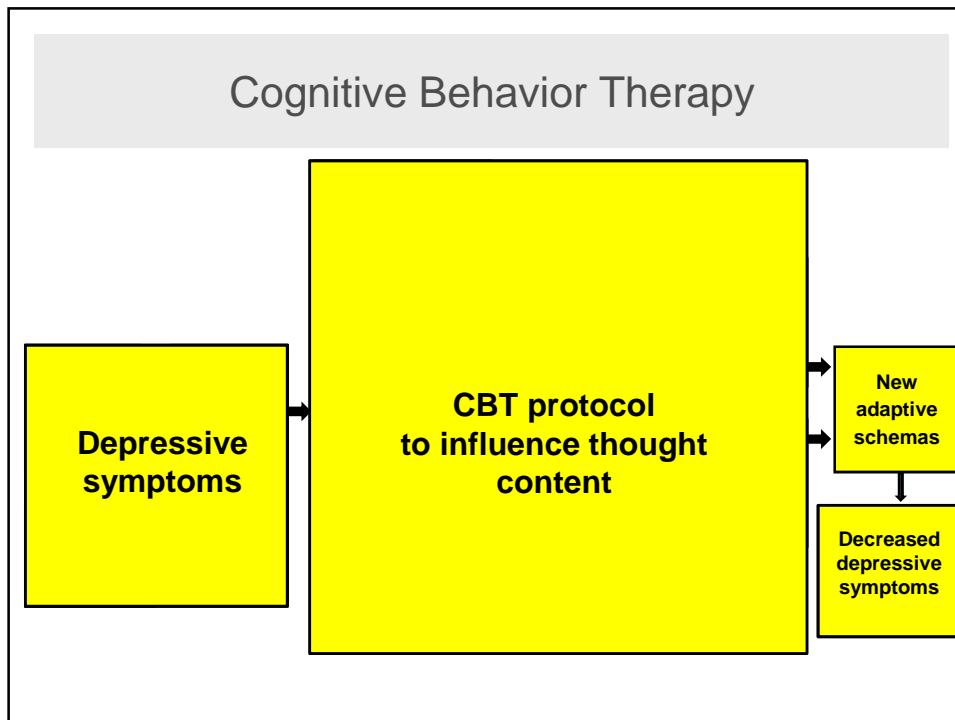 Cognitive Behavior Therapy
Depressive
symptoms
CBT protocol
to influence thought
content
New
adaptive
schemas
Decreased
depressive
symptoms